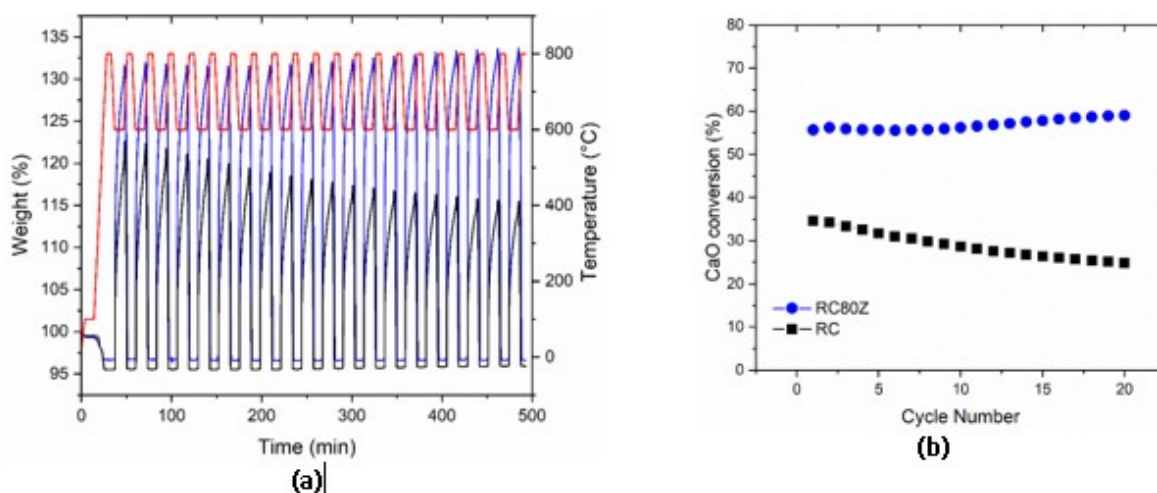 135
130
125
120
115
110
105
100
95
Weight (%)
800
600
400
200
0
Temperature (°C)
0 100 200 300 400 500
Time (min)
(a)
80
70
60
50
40
30
20
10
0
CaO conversion (%)
RC80Z
RC
0 5 10 15 20
Cycle Number
(b)